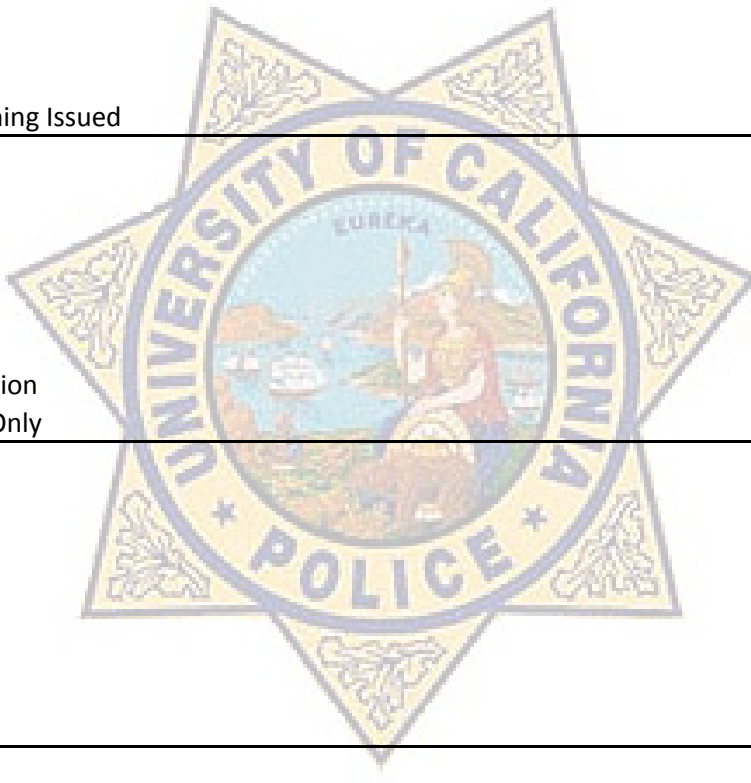 ning Issued
UNIVERSITY OF CALIFORNIA
EUREKA
ion
Only
* POLICE *